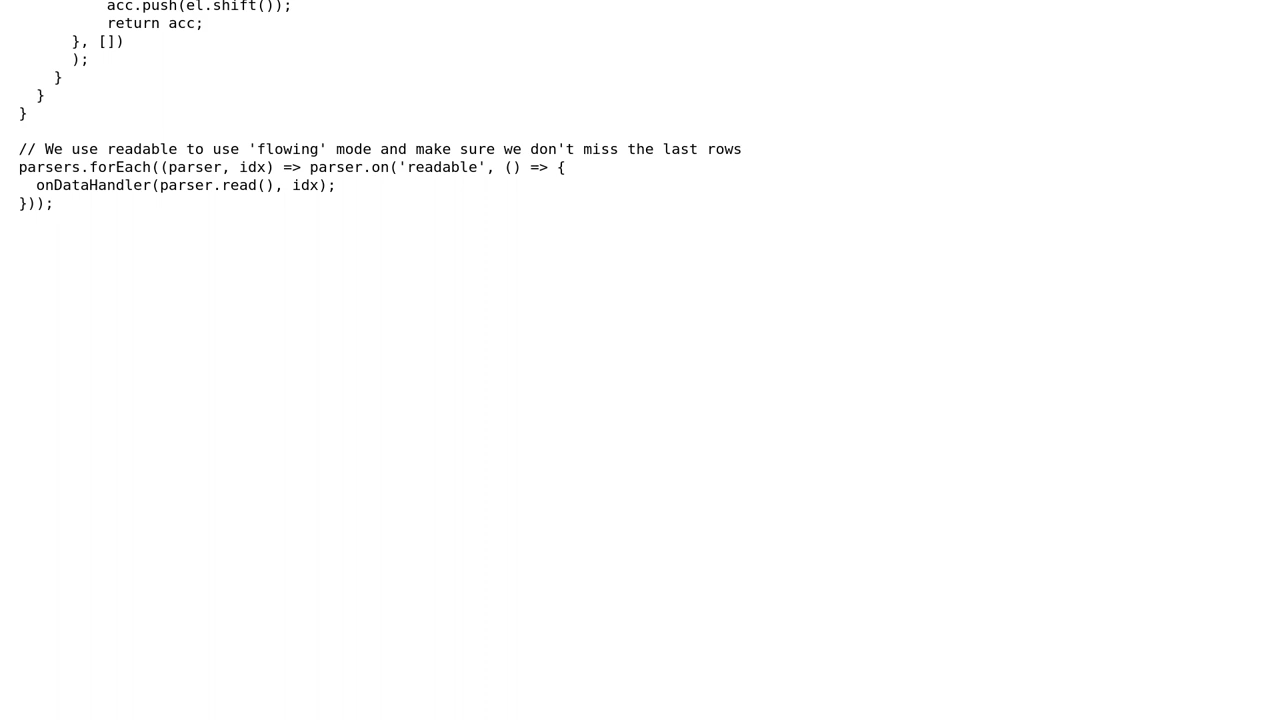 acc.push(el.shift());
          return acc;
      }, [])
      );
    }
  }
}

// We use readable to use 'flowing' mode and make sure we don't miss the last rows
parsers.forEach((parser, idx) => parser.on('readable', () => {
  onDataHandler(parser.read(), idx);
}));